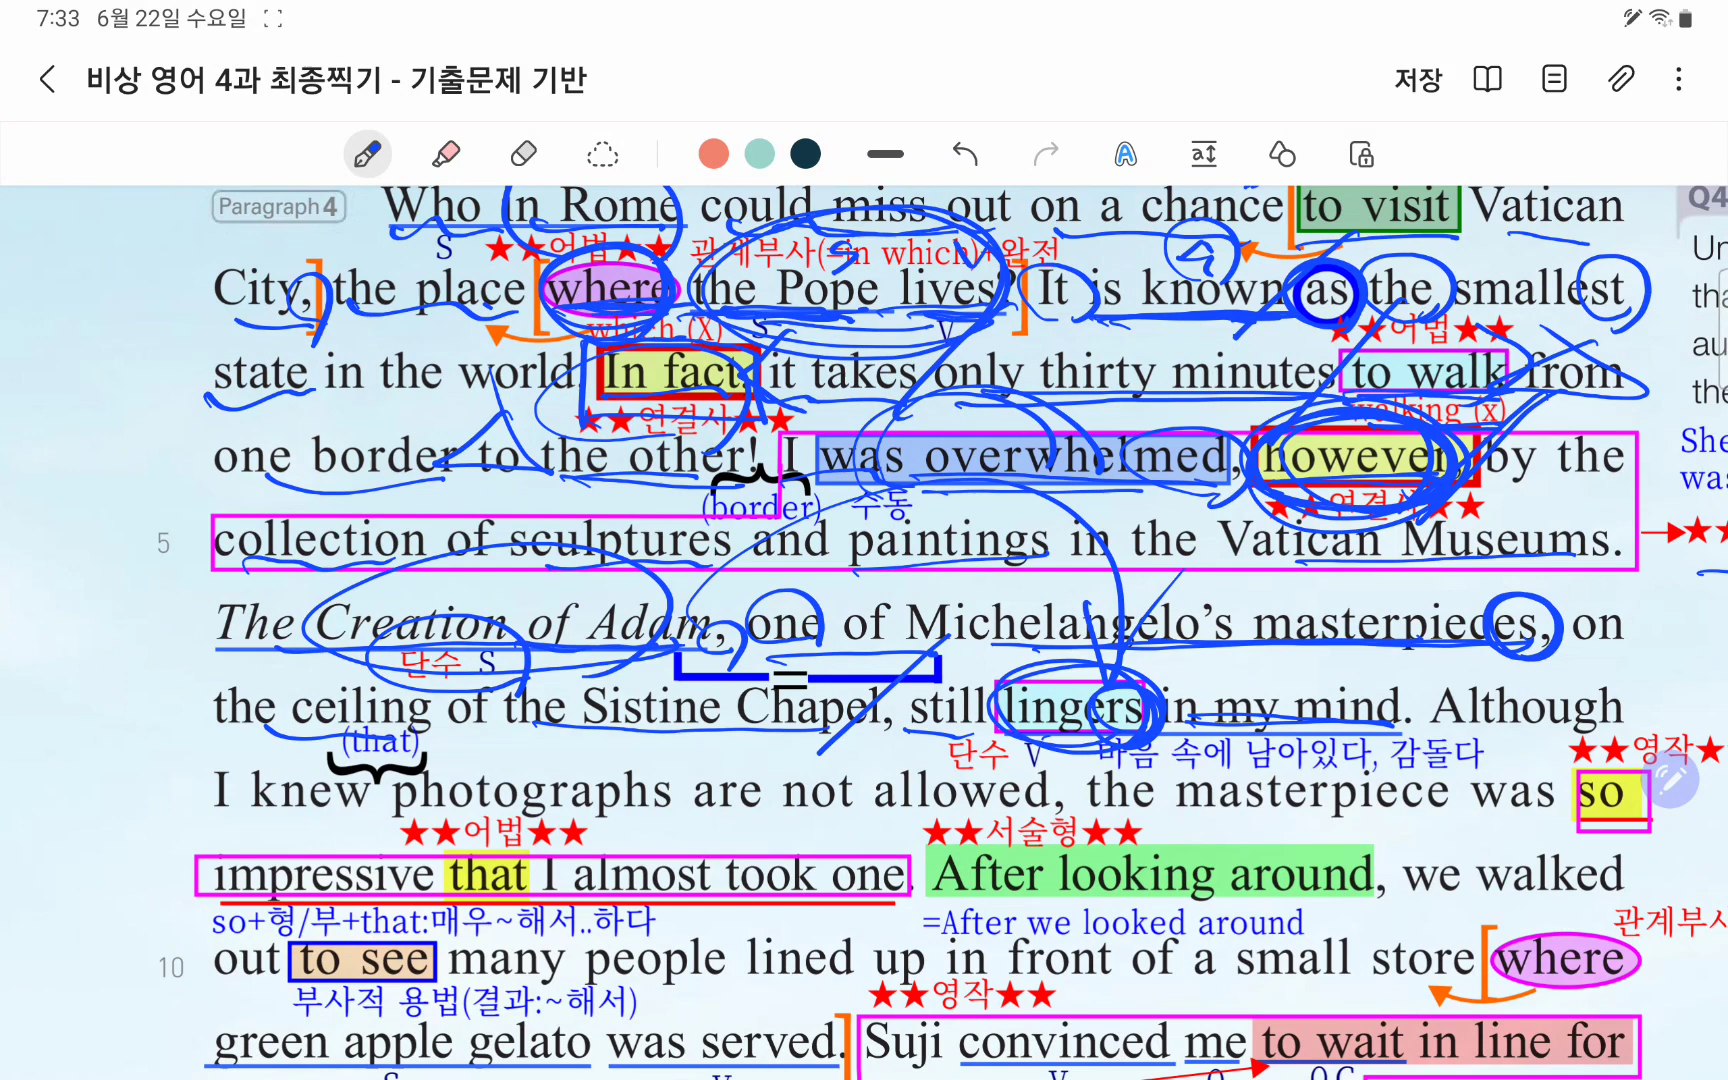 7:33 6월 22일 수요일
비상 영어 4과 최종찍기 - 기출문제 기반
저장
Paragraph 4 Who in Rome could miss out on a chance to visit Vatican
Q4
S ★★어법★★ 관계부사(=in which)+완전
Un
City, the place where the Pope lives? It is known as the smallest
tha
which (X) S V ★★어법★★
state in the world. In fact, it takes only thirty minutes to walk from
au
the
★★연결사★★ walking (x)
one border to the other! I was overwhelmed, however, by the
She
was
(border) 수동 ★★연결사★★
5 collection of sculptures and paintings in the Vatican Museums.
The Creation of Adam, one of Michelangelo's masterpieces, on
단수 S =
the ceiling of the Sistine Chapel, still lingers in my mind. Although
(that) 단수 V 마음 속에 남아있다, 감돌다 ★★영작★
I knew photographs are not allowed, the masterpiece was so
★★어법★★ ★★서술형★★
impressive that I almost took one. After looking around, we walked
so+형/부+that:매우~해서..하다 =After we looked around 관계부사
10 out to see many people lined up in front of a small store where
부사적 용법(결과:~해서) ★★영작★★
green apple gelato was served. Suji convinced me to wait in line for
S V V O O.C